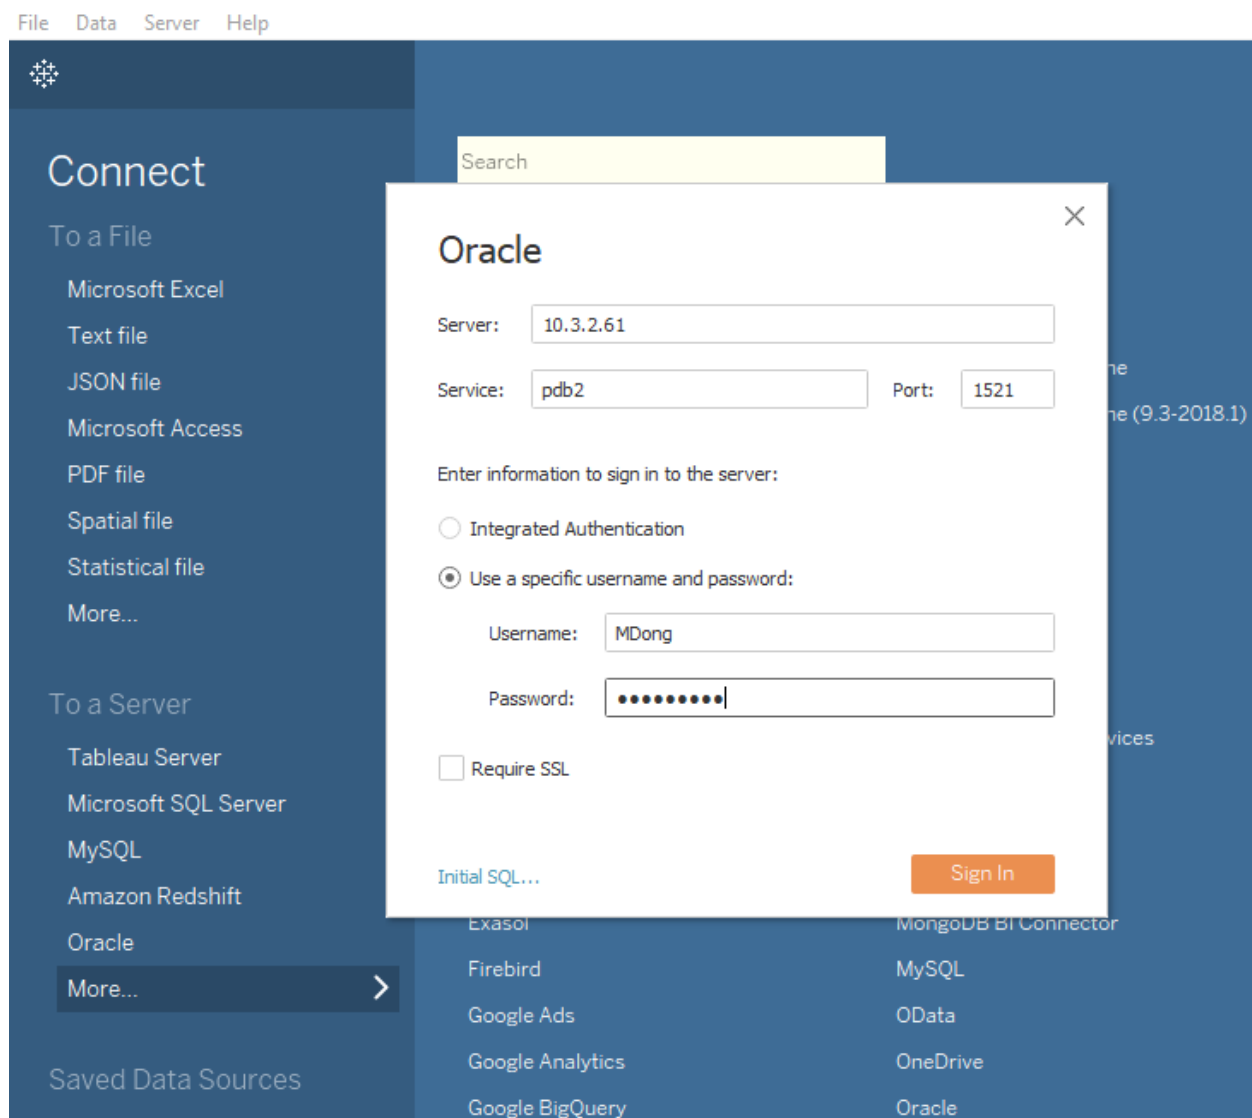 File Data Server Help
Connect
To a File
Microsoft Excel
Text file
JSON file
Microsoft Access
PDF file
Spatial file
Statistical file
More...
To a Server
Tableau Server
Microsoft SQL Server
MySQL
Amazon Redshift
Oracle
More...
Saved Data Sources
Search
Oracle
Server: 10.3.2.61
Service: pdb2 Port: 1521
Enter information to sign in to the server:
Integrated Authentication
Use a specific username and password:
Username: MDong
Password: •••••••••
Require SSL
Initial SQL... Sign In
(9.3-2018.1)
Exasol
Firebird
Google Ads
Google Analytics
Google BigQuery
MongoDB BI Connector
MySQL
OData
OneDrive
Oracle